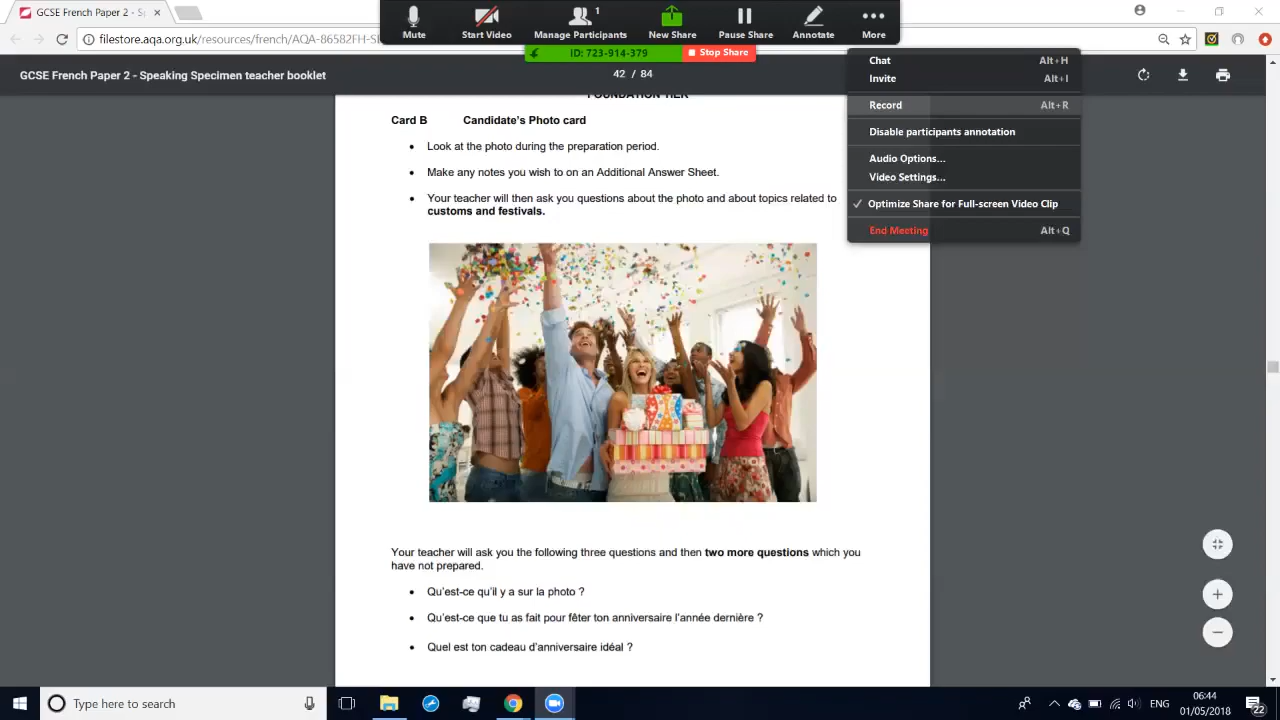 GCSE French Paper 2 - Sp
filestore.aqa.org.uk/resources/french/AQA-86582FH-S
Mute
Start Video
1
Manage Participants
New Share
Pause Share
Annotate
More
ID: 723-914-379
Stop Share
GCSE French Paper 2 - Speaking Specimen teacher booklet
42 / 84
Chat Alt+H
Invite Alt+I
Record Alt+R
Disable participants annotation
Audio Options...
Video Settings...
Optimize Share for Full-screen Video Clip
End Meeting Alt+Q
FOUNDATION TIER
Card B Candidate's Photo card
• Look at the photo during the preparation period.
• Make any notes you wish to on an Additional Answer Sheet.
• Your teacher will then ask you questions about the photo and about topics related to
customs and festivals.
Your teacher will ask you the following three questions and then two more questions which you
have not prepared.
• Qu'est-ce qu'il y a sur la photo ?
• Qu'est-ce que tu as fait pour fêter ton anniversaire l'année dernière ?
• Quel est ton cadeau d'anniversaire idéal ?
Type here to search
ENG
06:44
01/05/2018
22